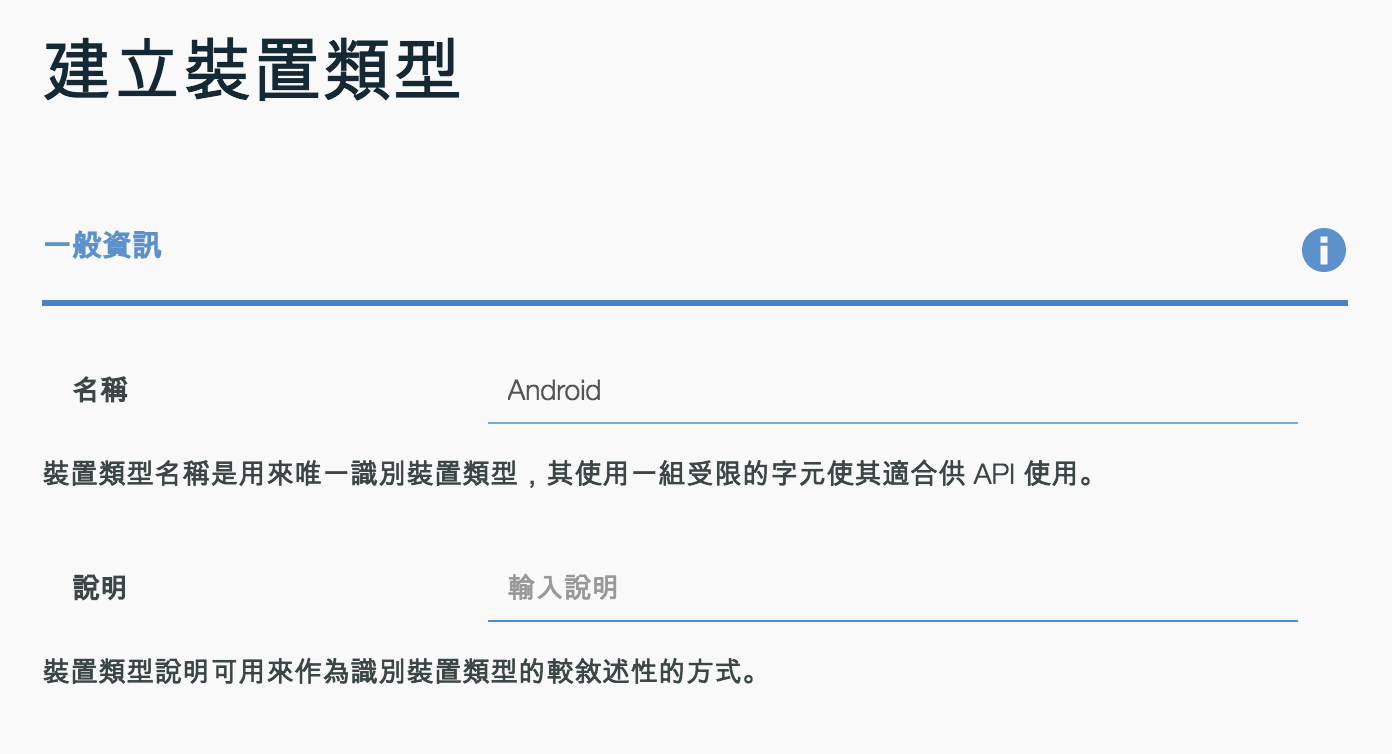 建立裝置類型
一般資訊
名稱
Android
裝置類型名稱是用來唯一識別裝置類型，其使用一組受限的字元使其適合供 API 使用。
說明
輸入說明
裝置類型說明可用來作為識別裝置類型的較敘述性的方式。